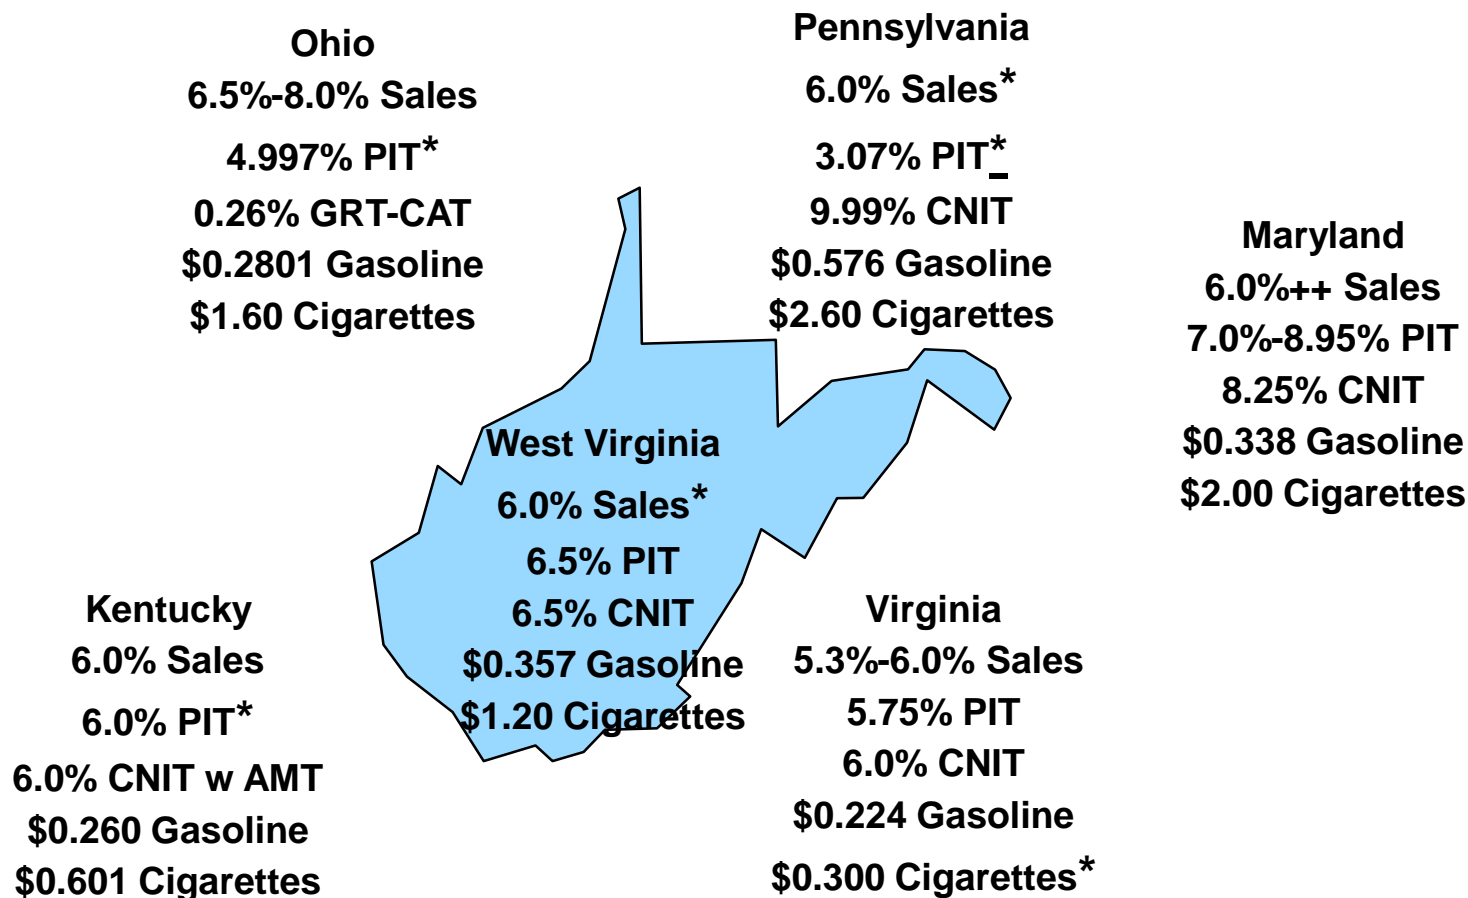 Ohio
6.5%-8.0% Sales
4.997% PIT*
0.26% GRT-CAT
$0.2801 Gasoline
$1.60 Cigarettes
Pennsylvania
6.0% Sales*
3.07% PIT*
9.99% CNIT
$0.576 Gasoline
$2.60 Cigarettes
Maryland
6.0%++ Sales
7.0%-8.95% PIT
8.25% CNIT
$0.338 Gasoline
$2.00 Cigarettes
West Virginia
6.0% Sales*
6.5% PIT
6.5% CNIT
$0.357 Gasoline
$1.20 Cigarettes
Kentucky
6.0% Sales
6.0% PIT*
6.0% CNIT w AMT
$0.260 Gasoline
$0.601 Cigarettes
Virginia
5.3%-6.0% Sales
5.75% PIT
6.0% CNIT
$0.224 Gasoline
$0.300 Cigarettes*